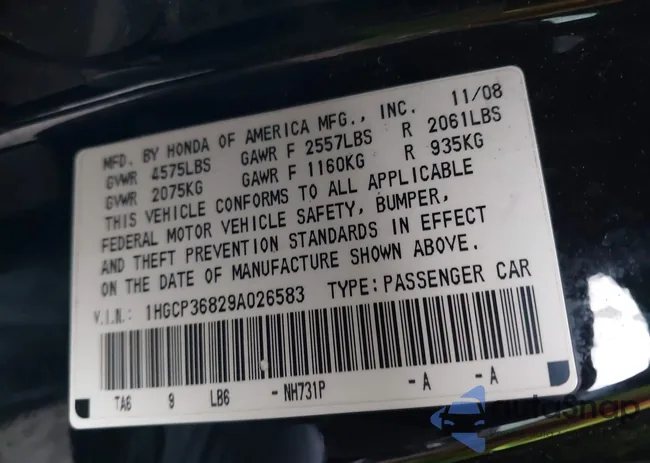 MFD. BY HONDA OF AMERICA MFG., INC. 11/08
GVWR 4575LBS GAWR F 2557LBS R 2061LBS
GVWR 2075KG GAWR F 1160KG R 935KG
THIS VEHICLE CONFORMS TO ALL APPLICABLE
FEDERAL MOTOR VEHICLE SAFETY, BUMPER,
AND THEFT PREVENTION STANDARDS IN EFFECT
ON THE DATE OF MANUFACTURE SHOWN ABOVE.
V.I.N.: 1HGCP36829A026583 TYPE:PASSENGER CAR
TA6 9 LB6 -NH731P -A -A
autoSnap